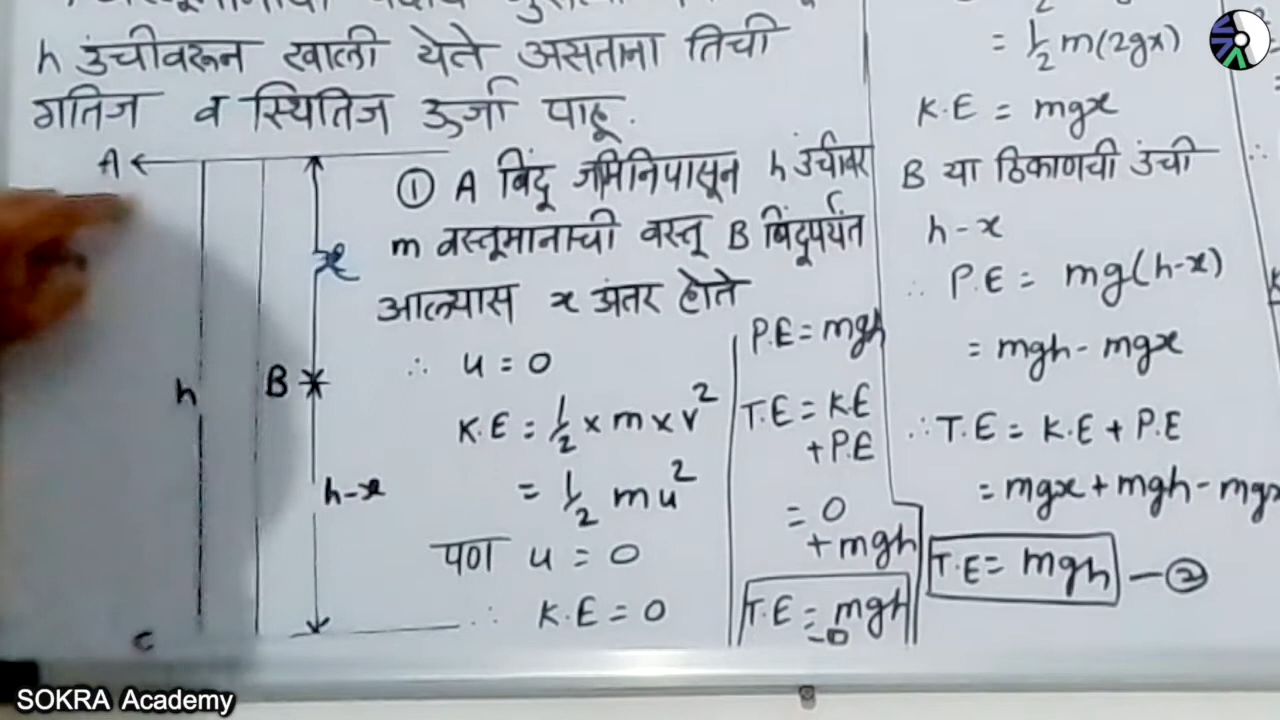 h उंचीवरून खाली येते असताना तिची
गतिज व स्थितिज ऊर्जा पाहू.
A
x
h
B
h-x
C
① A बिंदू जमिनिपासून h उंचीवर
m वस्तूमानाची वस्तू B बिंदूपर्यंत
आल्यास x अंतर होते
∴ u = 0
K.E = 1/2 × m × v²
= 1/2 mu²
पण u = 0
∴ K.E = 0
P.E = mgh
T.E = K.E
+ P.E
= 0
+ mgh
T.E = mgh
= 1/2 m(2gx)
K.E = mgx
B या ठिकाणची उंची
h-x
∴ P.E = mg(h-x)
= mgh - mgx
∴ T.E = K.E + P.E
= mgx + mgh - mgx
T.E = mgh — ②
SOKRA Academy